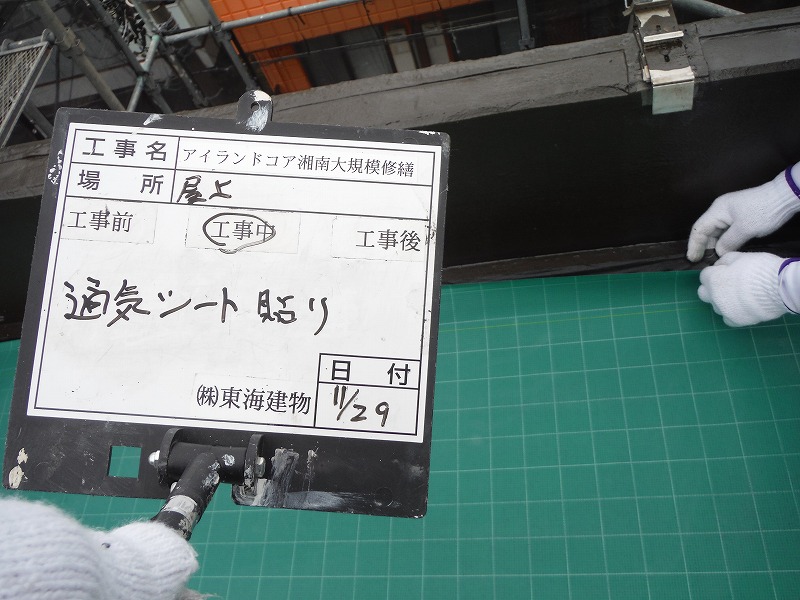 工事名 アイランドコア湘南大規模修繕
場所 屋上
工事前 工事中 工事後
通気シート貼り
日付
㈱東海建物 11/29